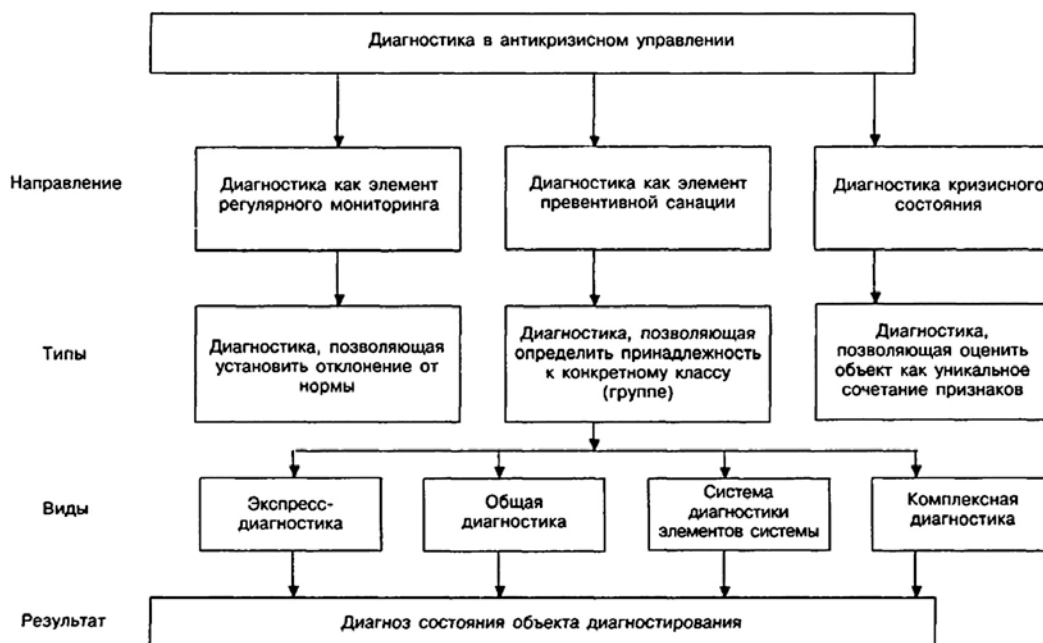 Диагностика в антикризисном управлении
Направление
Диагностика как элемент
регулярного мониторинга
Диагностика как элемент
превентивной санации
Диагностика кризисного
состояния
Типы
Диагностика, позволяющая
установить отклонение от
нормы
Диагностика, позволяющая
определить принадлежность
к конкретному классу
(группе)
Диагностика,
позволяющая оценить
объект как уникальное
сочетание признаков
Виды
Экспресс-
диагностика
Общая
диагностика
Система
диагностики
элементов системы
Комплексная
диагностика
Результат
Диагноз состояния объекта диагностирования